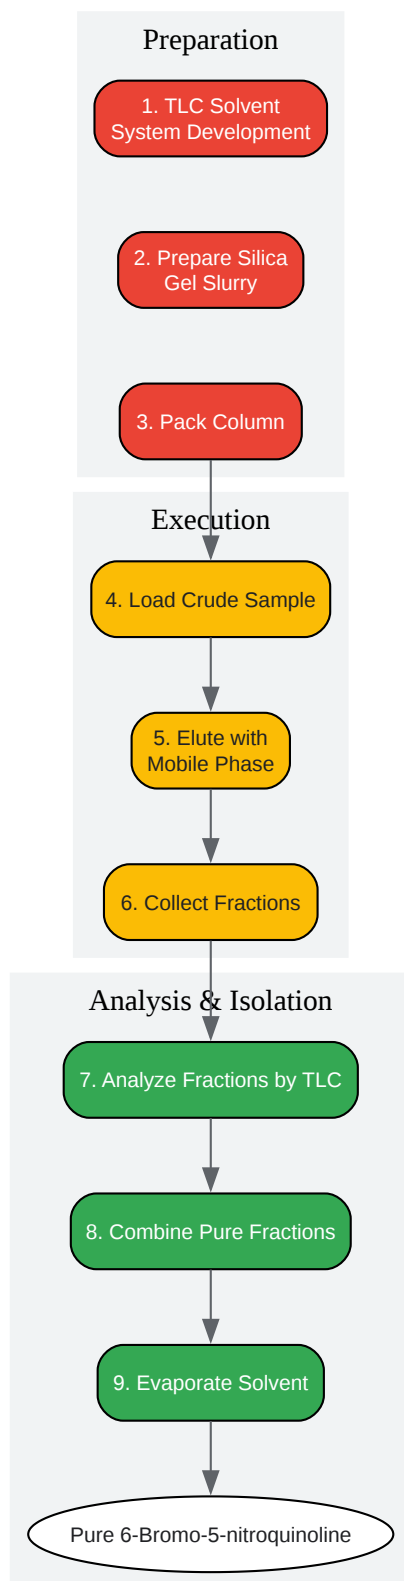 Preparation
1. TLC Solvent
System Development
2. Prepare Silica
Gel Slurry
3. Pack Column
Execution
4. Load Crude Sample
5. Elute with
Mobile Phase
6. Collect Fractions
Analysis & Isolation
7. Analyze Fractions by TLC
8. Combine Pure Fractions
9. Evaporate Solvent
Pure 6-Bromo-5-nitroquinoline